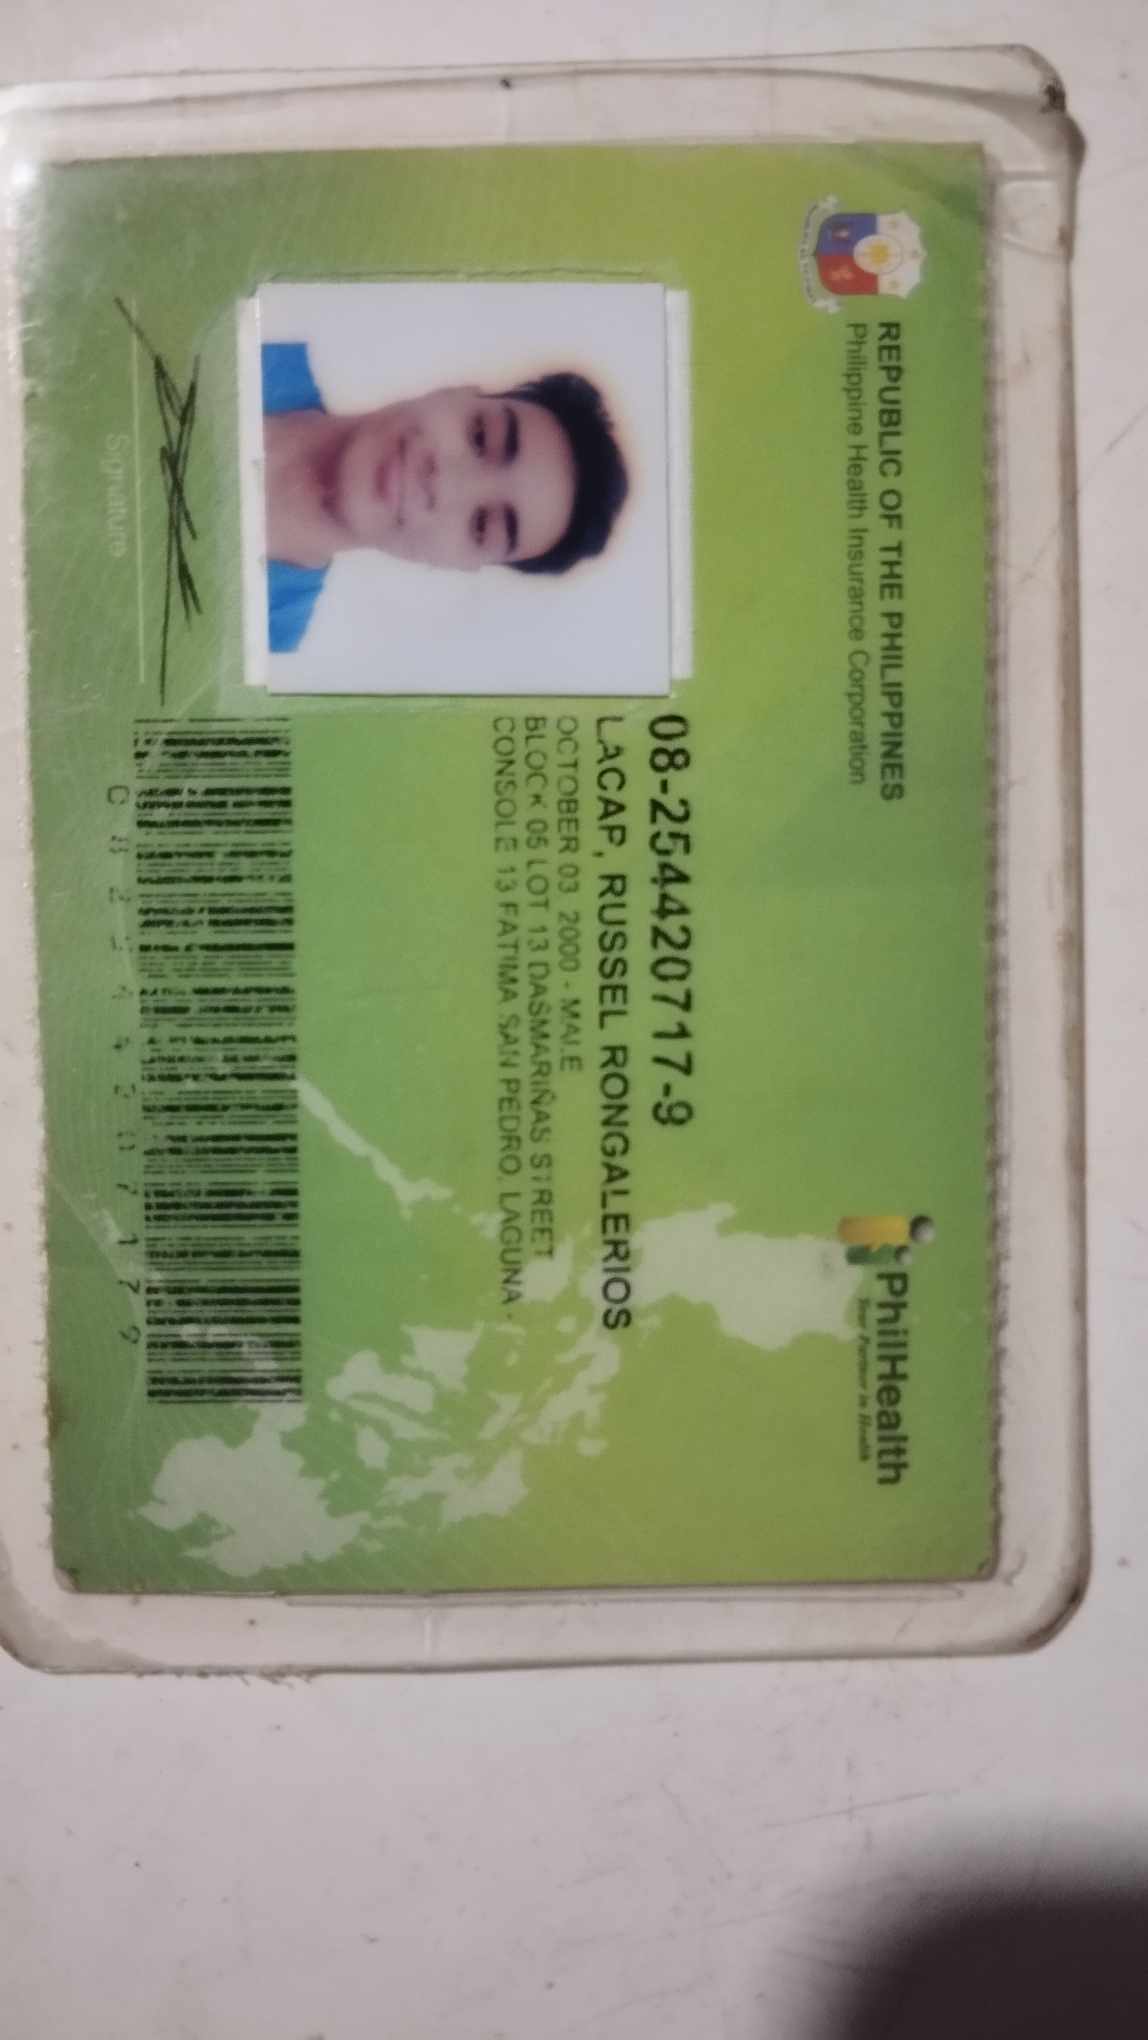 REPUBLIC OF THE PHILIPPINES
Philippine Health Insurance Corporation
PhilHealth
Your Partner in Health
08-254420717-9
LACAP, RUSSEL RONGALERIOS
OCTOBER 03, 2000 - MALE
BLOCK 05 LOT 13 DASMARIÑAS STREET
CONSOLE 13 FATIMA SAN PEDRO, LAGUNA -
Signature